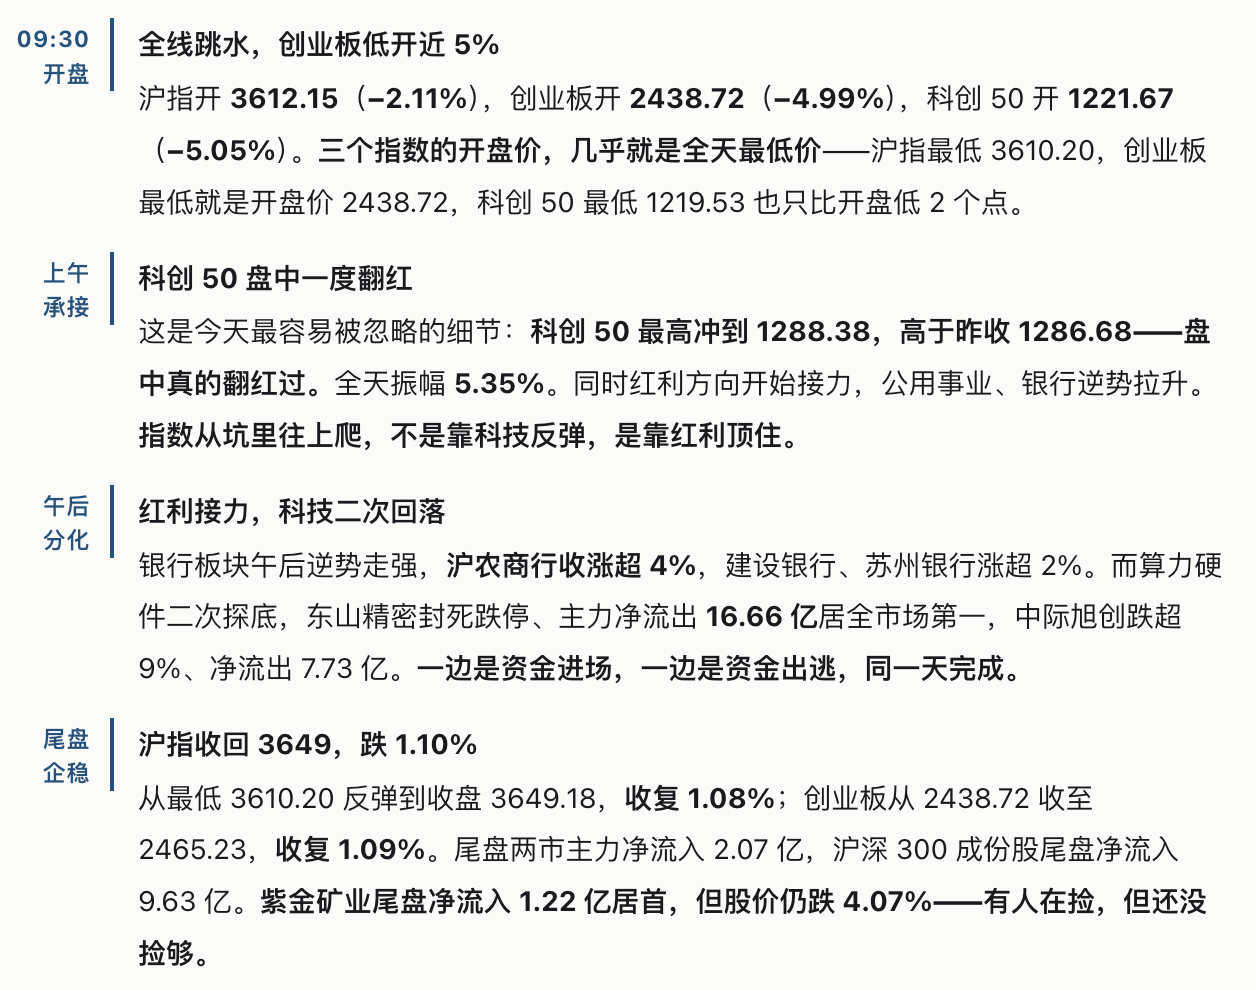 09:30
开盘
全线跳水，创业板低开近 5%
沪指开 3612.15（−2.11%），创业板开 2438.72（−4.99%），科创 50 开 1221.67
（−5.05%）。三个指数的开盘价，几乎就是全天最低价——沪指最低 3610.20，创业板
最低就是开盘价 2438.72，科创 50 最低 1219.53 也只比开盘低 2 个点。
上午
承接
科创 50 盘中一度翻红
这是今天最容易被忽略的细节：科创 50 最高冲到 1288.38，高于昨收 1286.68——盘
中真的翻红过。全天振幅 5.35%。同时红利方向开始接力，公用事业、银行逆势拉升。
指数从坑里往上爬，不是靠科技反弹，是靠红利顶住。
午后
分化
红利接力，科技二次回落
银行板块午后逆势走强，沪农商行收涨超 4%，建设银行、苏州银行涨超 2%。而算力硬
件二次探底，东山精密封死跌停、主力净流出 16.66 亿居全市场第一，中际旭创跌超
9%、净流出 7.73 亿。一边是资金进场，一边是资金出逃，同一天完成。
尾盘
企稳
沪指收回 3649，跌 1.10%
从最低 3610.20 反弹到收盘 3649.18，收复 1.08%；创业板从 2438.72 收至
2465.23，收复 1.09%。尾盘两市主力净流入 2.07 亿，沪深 300 成份股尾盘净流入
9.63 亿。紫金矿业尾盘净流入 1.22 亿居首，但股价仍跌 4.07%——有人在捡，但还没
捡够。